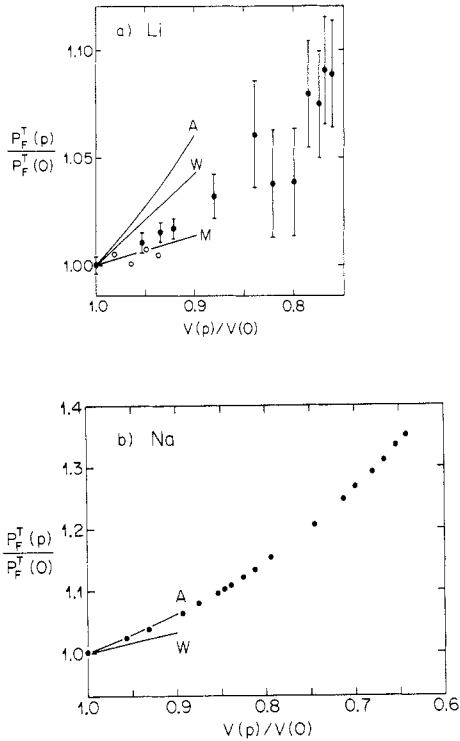 a) Li
1.10
1.05
1.00
P_F^T(p)
P_F^T(0)
A
W
M
1.0
0.9
0.8
V(p)/V(0)
b) Na
1.4
1.3
1.2
1.1
1.0
P_F^T(p)
P_F^T(0)
A
W
1.0
0.9
0.8
0.7
0.6
V(p)/V(0)